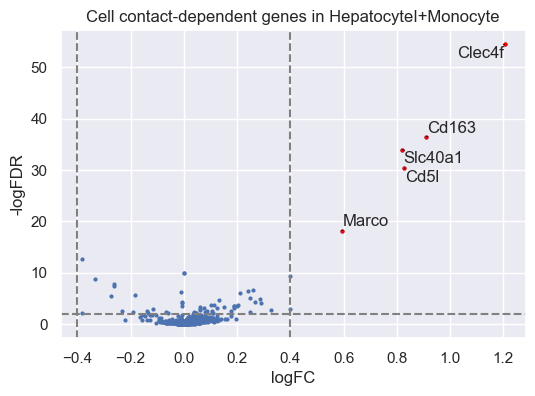 Cell contact-dependent genes in HepatocyteI+Monocyte
-logFDR
50
40
30
20
10
0
Clec4f
Cd163
Slc40a1
Cd5l
Marco
−0.4 −0.2 0.0 0.2 0.4 0.6 0.8 1.0 1.2
logFC